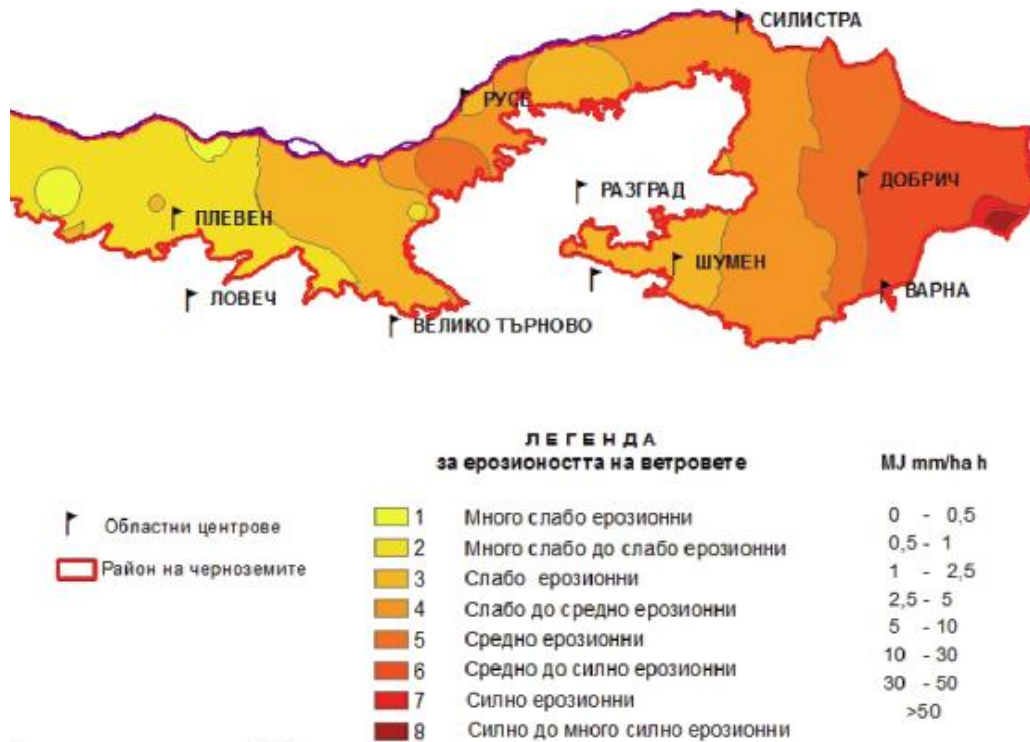 СИЛИСТРА
РУСЕ
РАЗГРАД
ДОБРИЧ
ПЛЕВЕН
ШУМЕН
ЛОВЕЧ
ВАРНА
ВЕЛИКО ТЪРНОВО
ЛЕГЕНДА
за ерозиоността на ветровете
MJ mm/ha h
Областни центрове
Район на черноземите
1 Много слабо ерозионни 0 - 0,5
2 Много слабо до слабо ерозионни 0,5 - 1
3 Слабо ерозионни 1 - 2,5
4 Слабо до средно ерозионни 2,5 - 5
5 Средно ерозионни 5 - 10
6 Средно до силно ерозионни 10 - 30
7 Силно ерозионни 30 - 50
8 Силно до много силно ерозионни >50